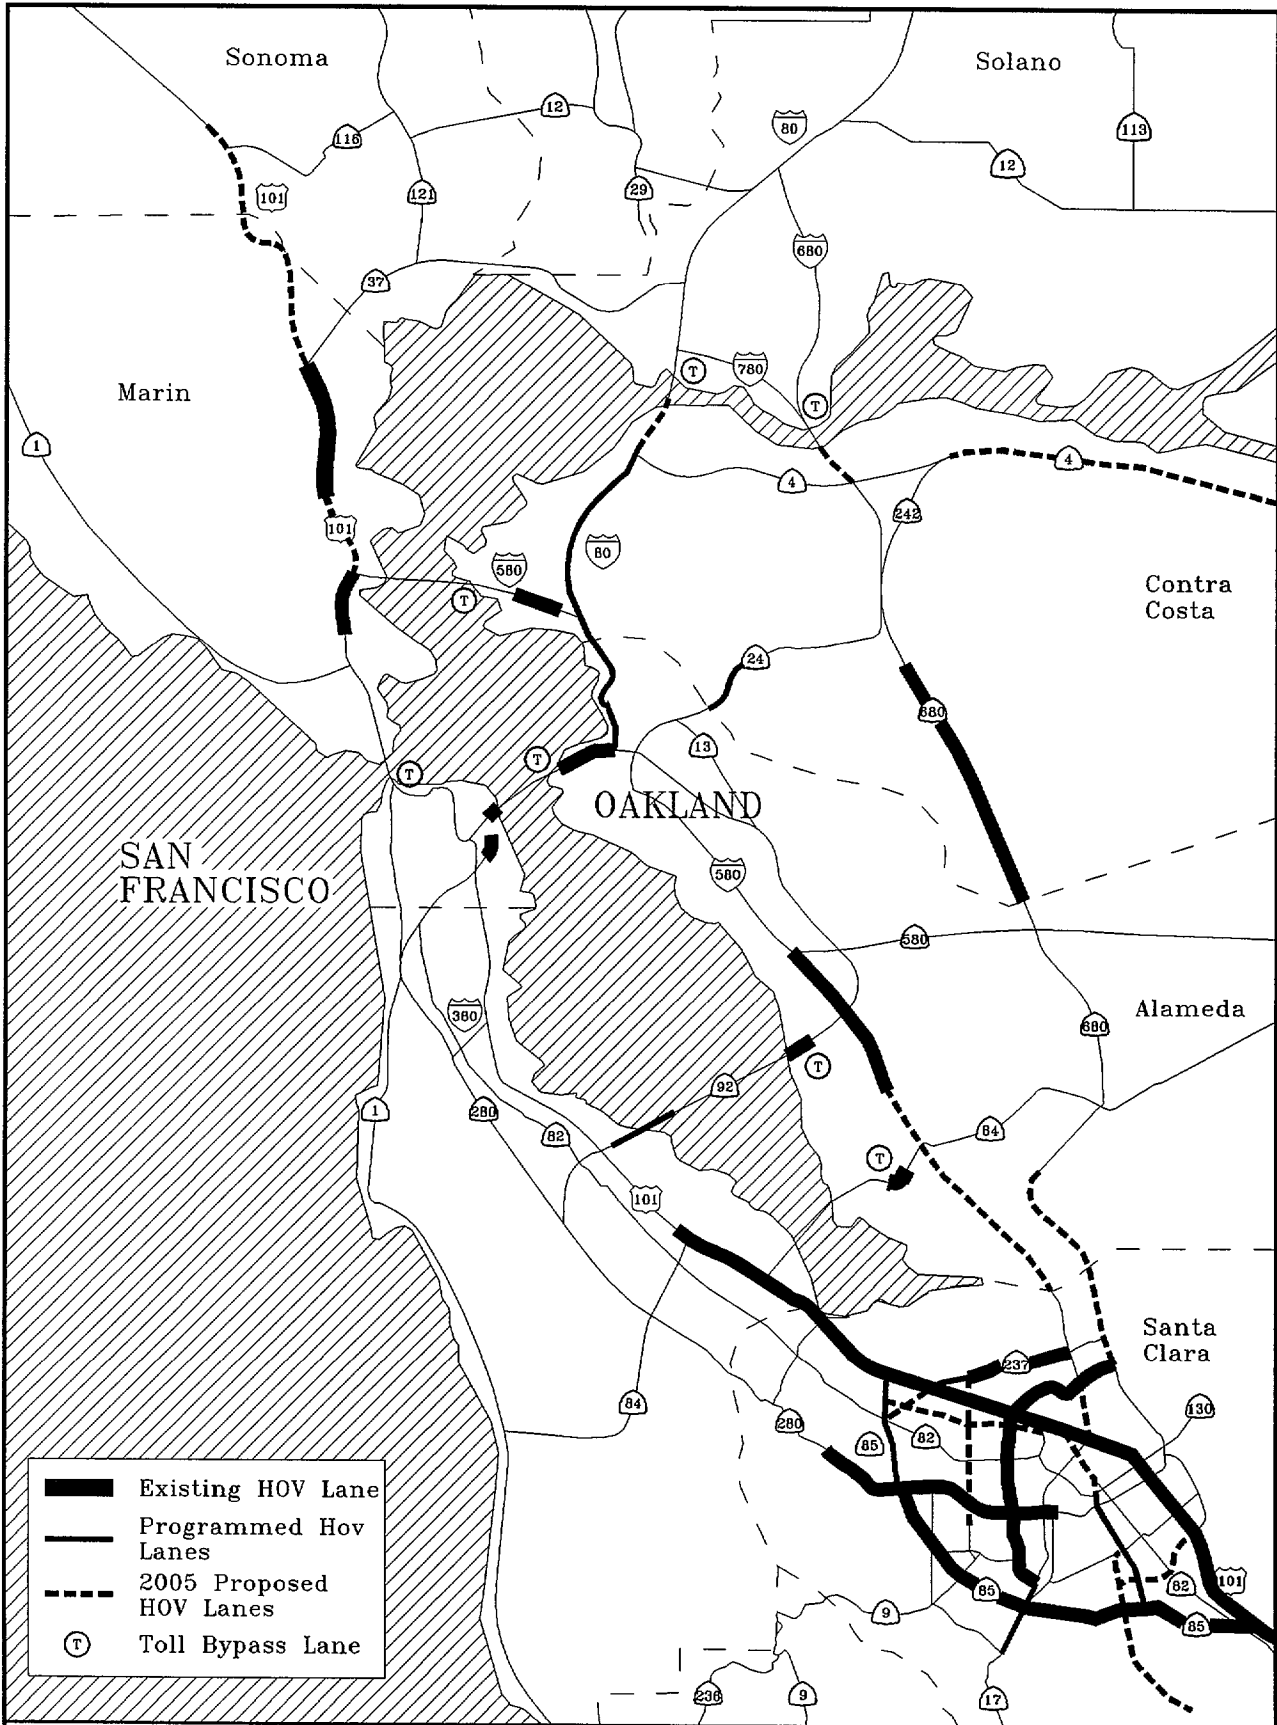 Sonoma
Solano
12
80
116
113
12
101
121
29
680
37
780
T
Marin
T
1
4
4
242
101
80
580
Contra
Costa
T
24
680
13
T
T
OAKLAND
SAN
FRANCISCO
580
580
Alameda
380
680
T
92
1
280
82
84
T
101
Santa
Clara
237
84
280
130
82
85
Existing HOV Lane
Programmed Hov
Lanes
2005 Proposed
HOV Lanes
T Toll Bypass Lane
101
82
85
9
85
236
9
17